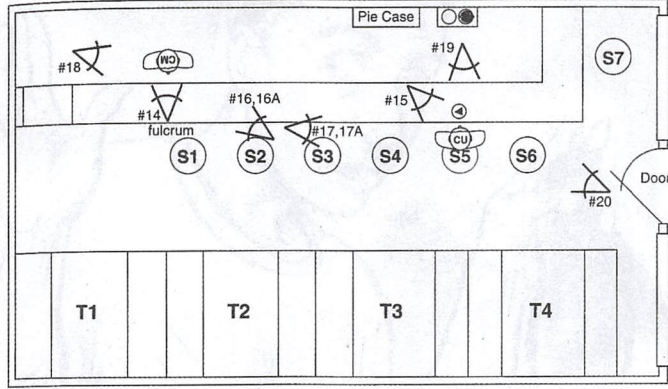 Pie Case
#19
S7
CM
#18
#16,16A
#15
#14
fulcrum
#17,17A
CU
S1
S2
S3
S4
S5
S6
Door
#20
T1
T2
T3
T4